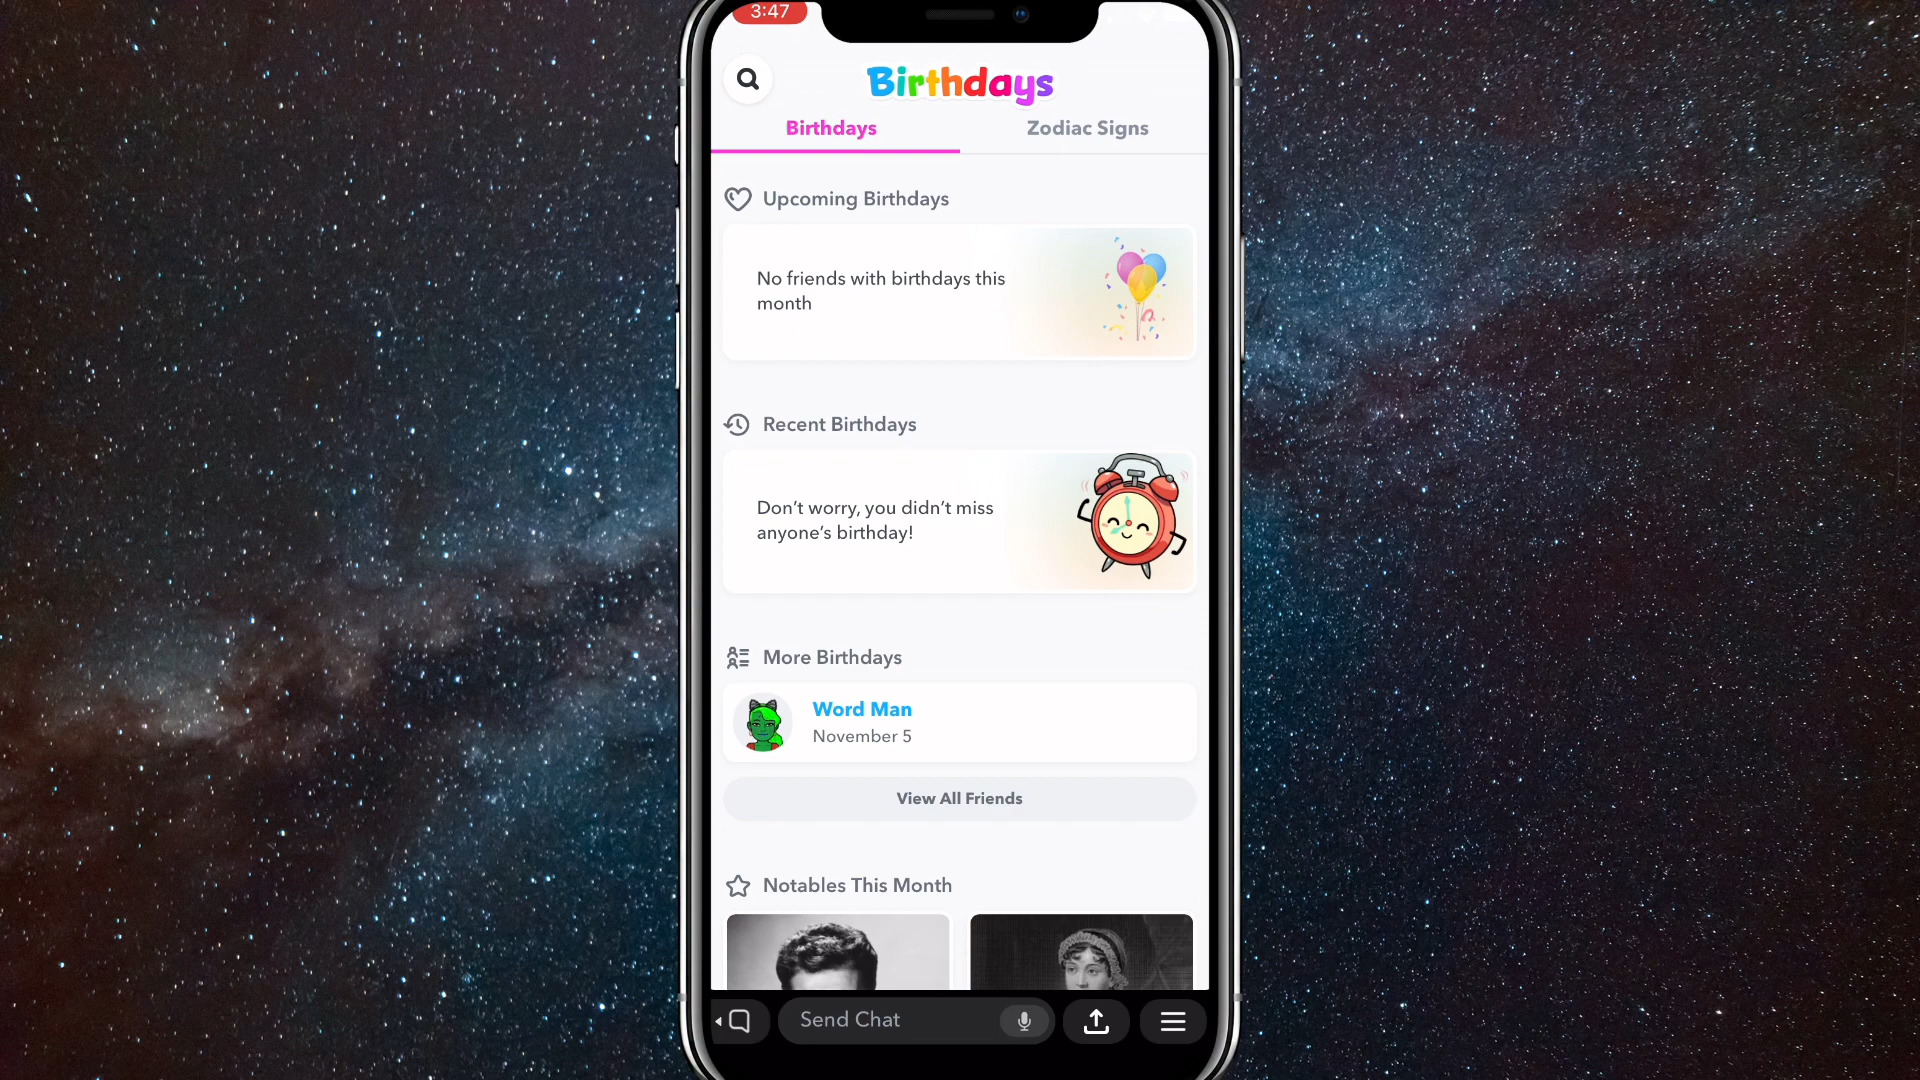 3:47
Birthdays
Birthdays
Zodiac Signs
Upcoming Birthdays
No friends with birthdays this
month
Recent Birthdays
Don't worry, you didn't miss
anyone's birthday!
More Birthdays
Word Man
November 5
View All Friends
Notables This Month
Send Chat